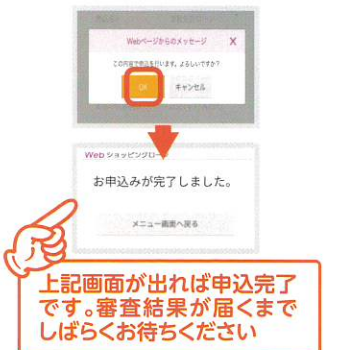 Webページからのメッセージ X
この内容で申込を行います。よろしいですか?
OK キャンセル
Web ショッピングロー
お申込みが完了しました。
メニュー画面へ戻る
上記画面が出れば申込完了
です。審査結果が届くまで
しばらくお待ちください